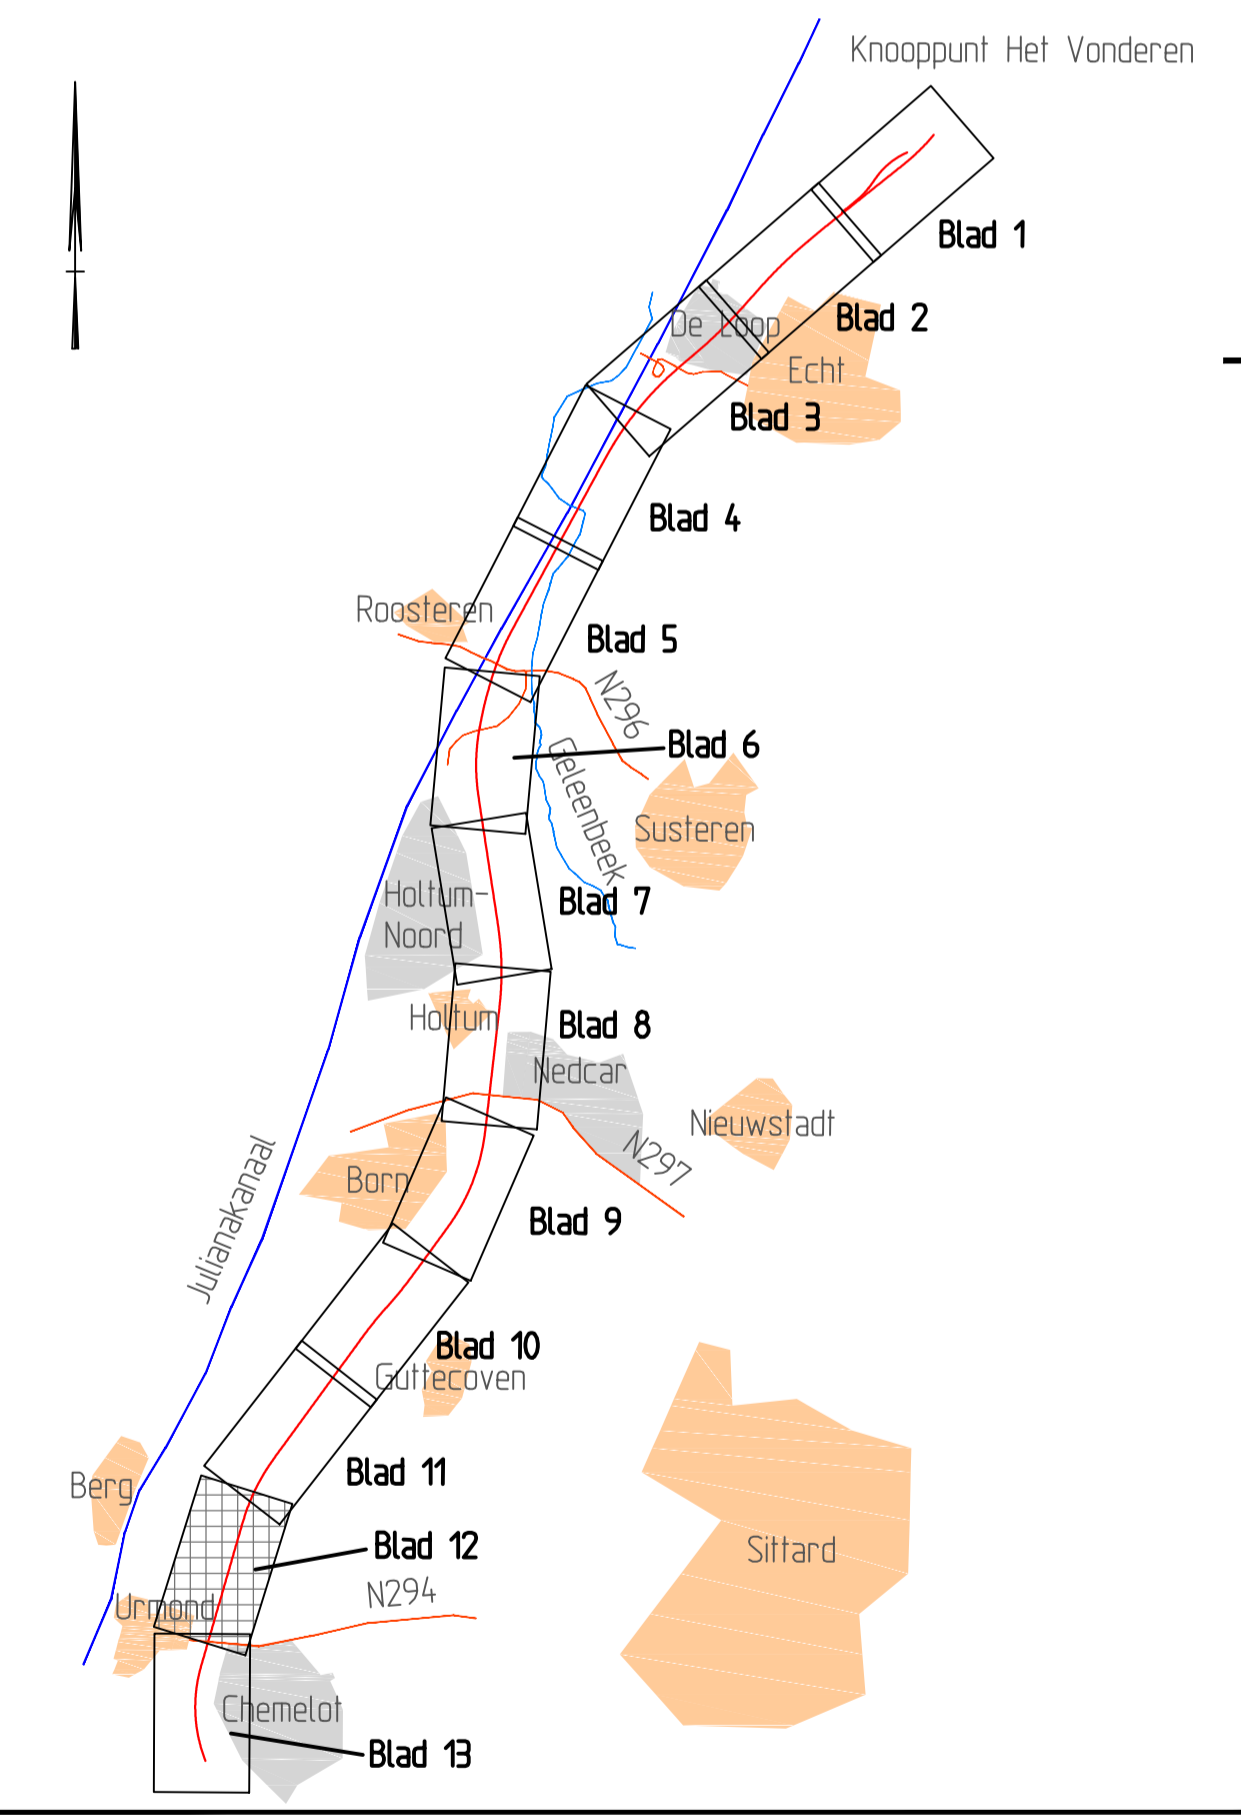 Knooppunt Het Vonderen
Blad 1
Blad 2
De Loop
Echt
Blad 3
Blad 4
Roosteren
Blad 5
N296
Blad 6
Geleenbeek
Susteren
Holtum-
Noord
Blad 7
Holtum
Blad 8
Nedcar
Nieuwstadt
N297
Born
Julianakanaal
Blad 9
Blad 10
Guttecoven
Blad 11
Berg
Blad 12
Sittard
N294
Urmond
Chemelot
Blad 13